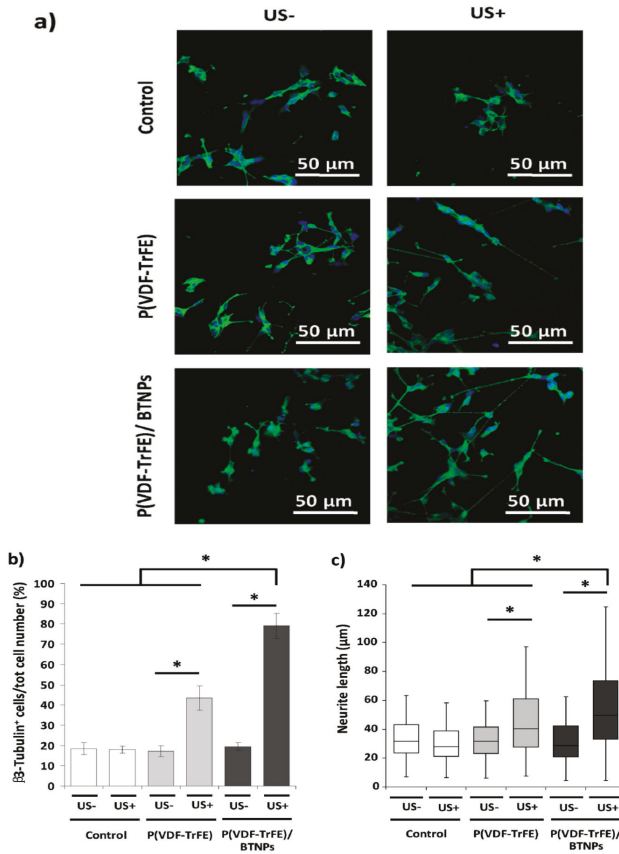 a)
US-
US+
Control
50 µm
50 µm
P(VDF-TrFE)
50 µm
50 µm
P(VDF-TrFE)/ BTNPs
50 µm
50 µm
b)
β3-Tubulin⁺ cells/tot cell number (%)
100
90
80
70
60
50
40
30
20
10
0
*
*
*
US- US+ US- US+ US- US+
Control P(VDF-TrFE) P(VDF-TrFE)/
BTNPs
c)
Neurite length (µm)
140
120
100
80
60
40
20
0
*
*
*
US- US+ US- US+ US- US+
Control P(VDF-TrFE) P(VDF-TrFE)/
BTNPs